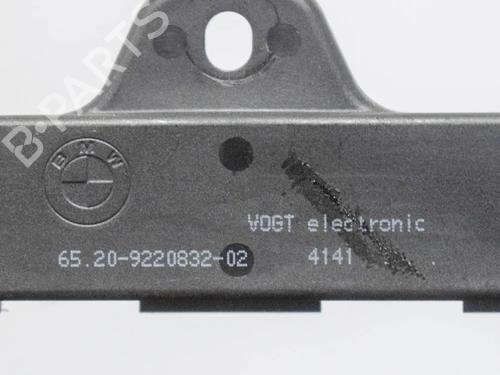 B-PARTS
BMW
VOGT electronic
65.20-9220832-02 4141